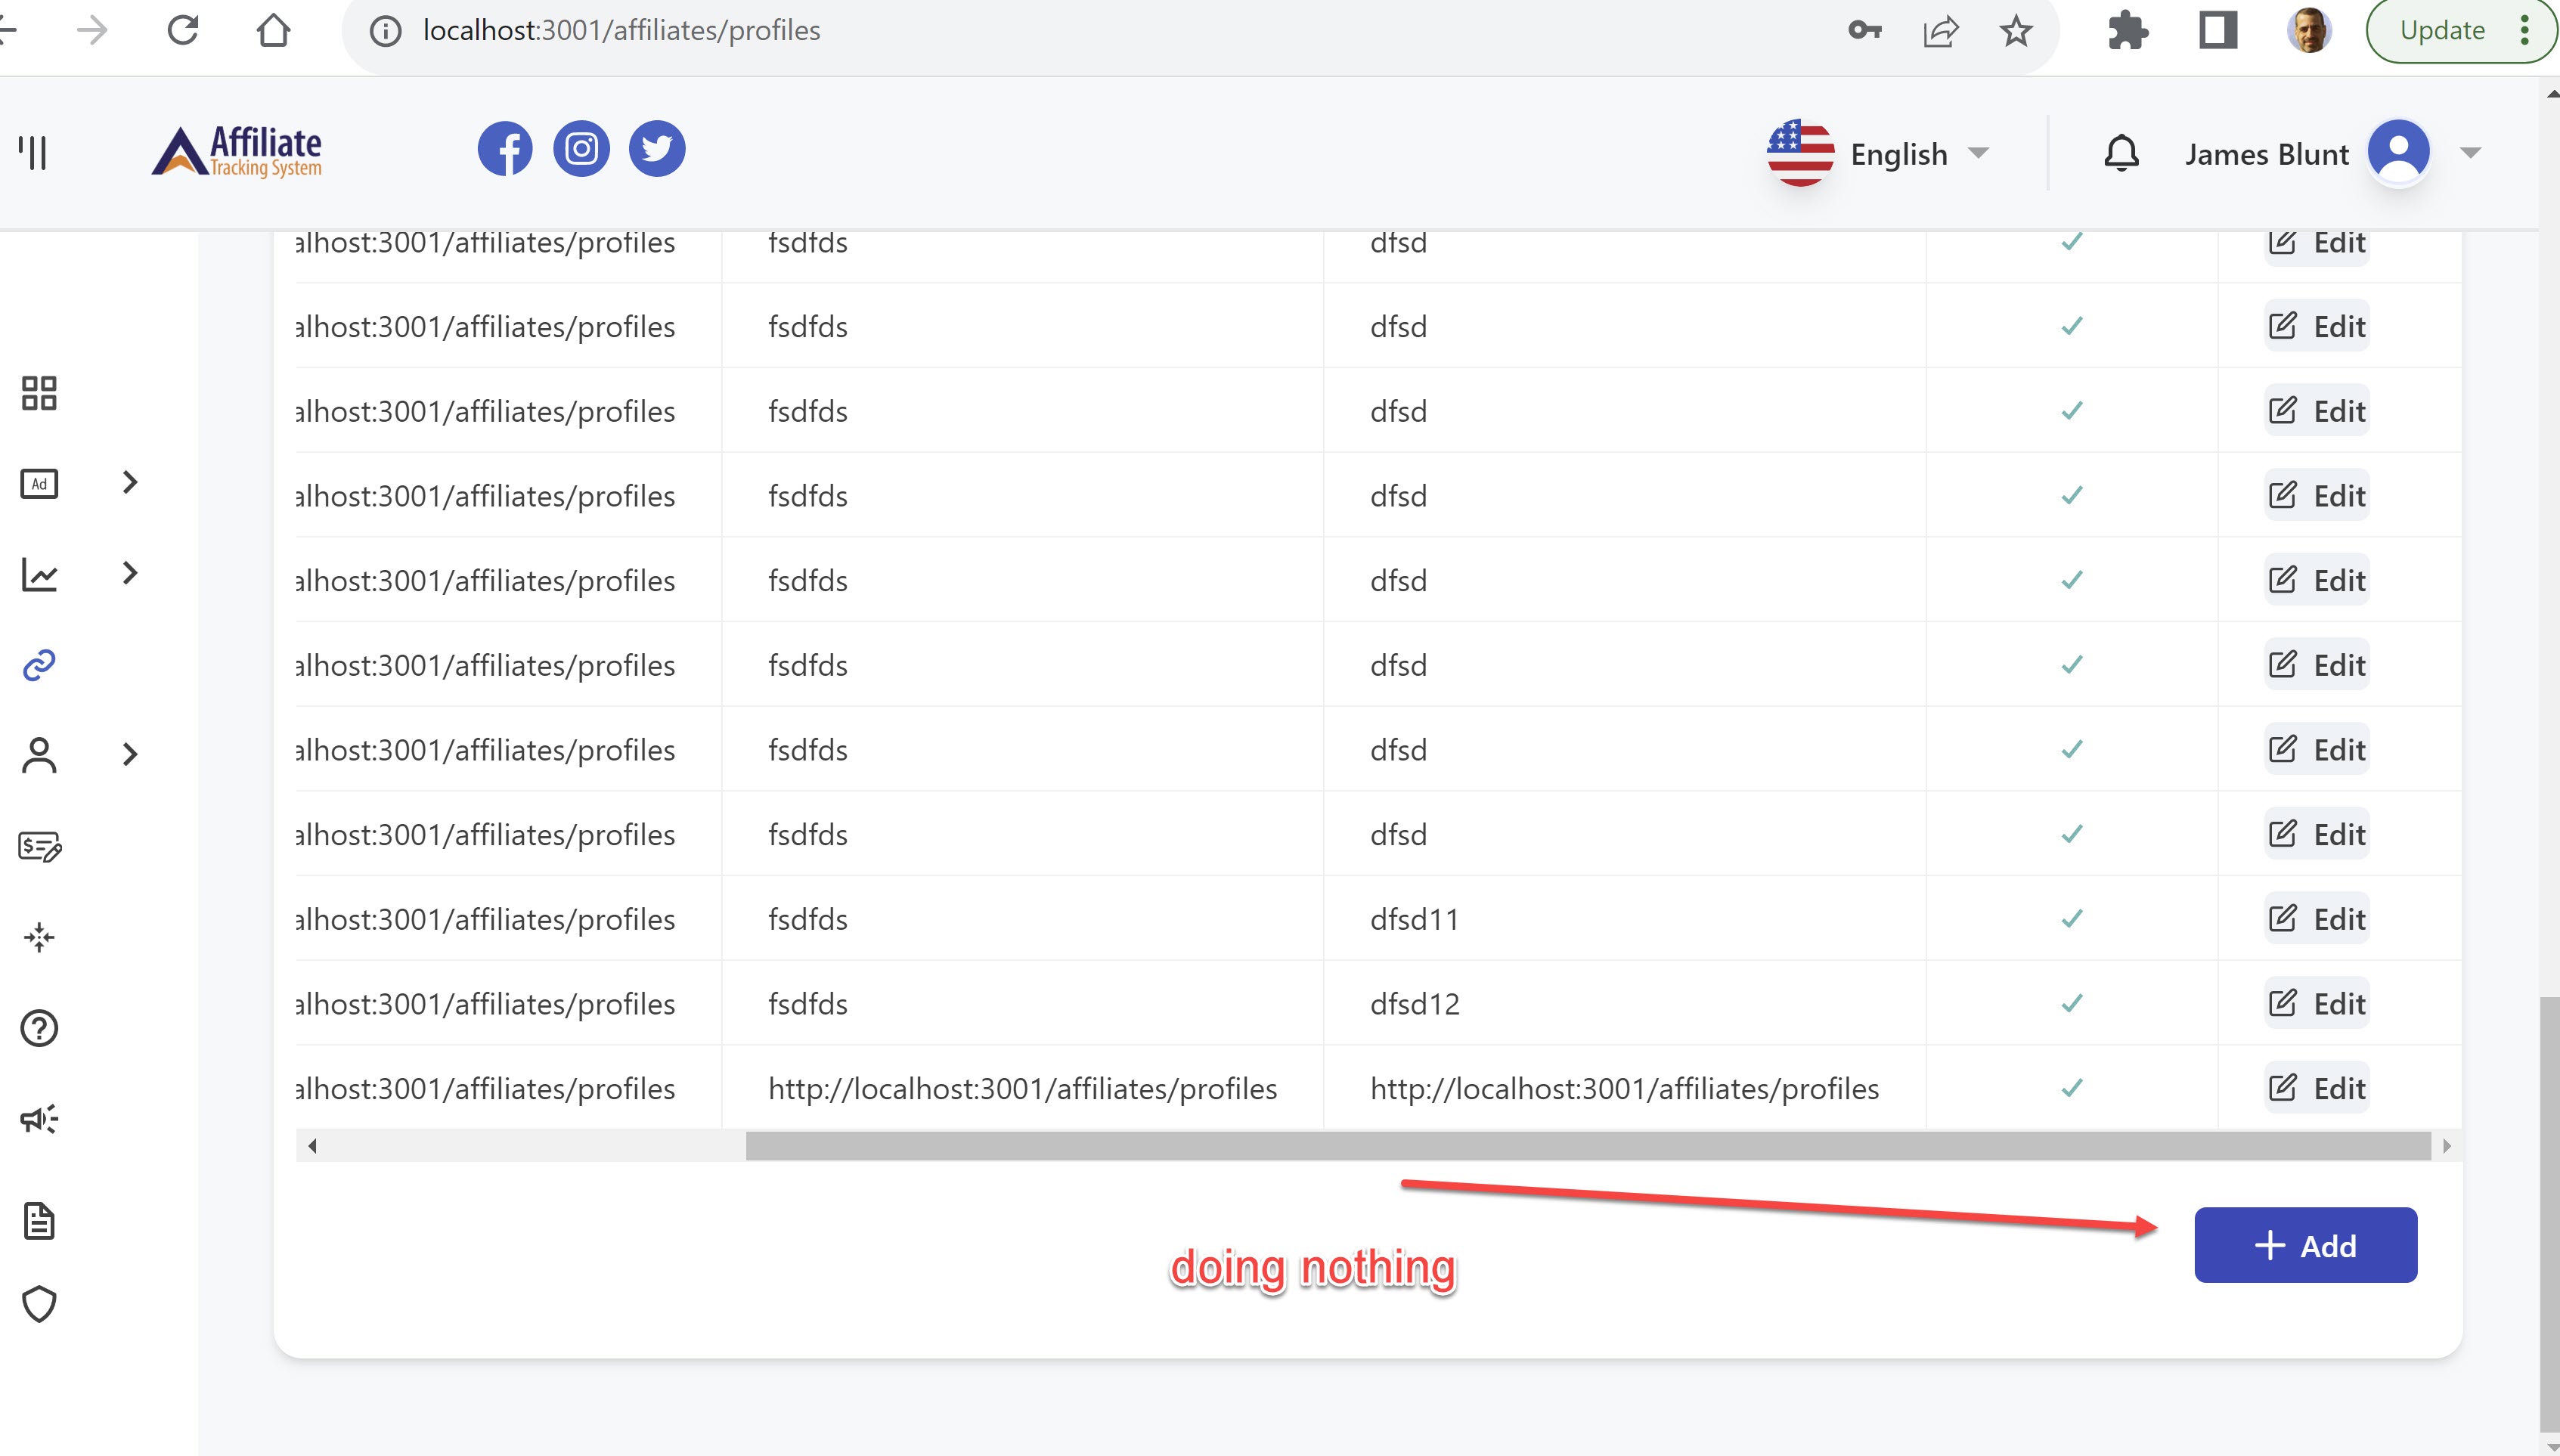 localhost:3001/affiliates/profiles
Update
Affiliate
Tracking System
English
James Blunt
alhost:3001/affiliates/profiles fsdfds dfsd Edit
alhost:3001/affiliates/profiles fsdfds dfsd Edit
alhost:3001/affiliates/profiles fsdfds dfsd Edit
Ad
alhost:3001/affiliates/profiles fsdfds dfsd Edit
alhost:3001/affiliates/profiles fsdfds dfsd Edit
alhost:3001/affiliates/profiles fsdfds dfsd Edit
alhost:3001/affiliates/profiles fsdfds dfsd Edit
alhost:3001/affiliates/profiles fsdfds dfsd Edit
alhost:3001/affiliates/profiles fsdfds dfsd11 Edit
alhost:3001/affiliates/profiles fsdfds dfsd12 Edit
alhost:3001/affiliates/profiles http://localhost:3001/affiliates/profiles http://localhost:3001/affiliates/profiles Edit
+ Add
doing nothing